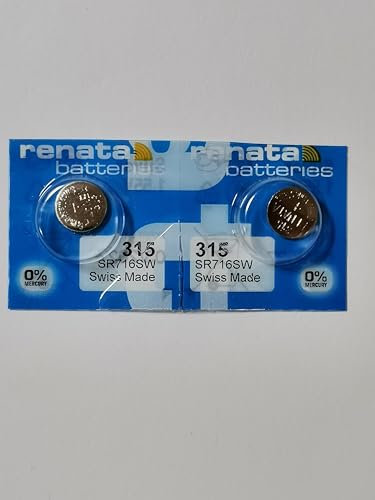 renata
batteries
315
SR716SW
Swiss Made
0%
MERCURY
renata
batteries
315
SR716SW
Swiss Made
0%
MERCURY